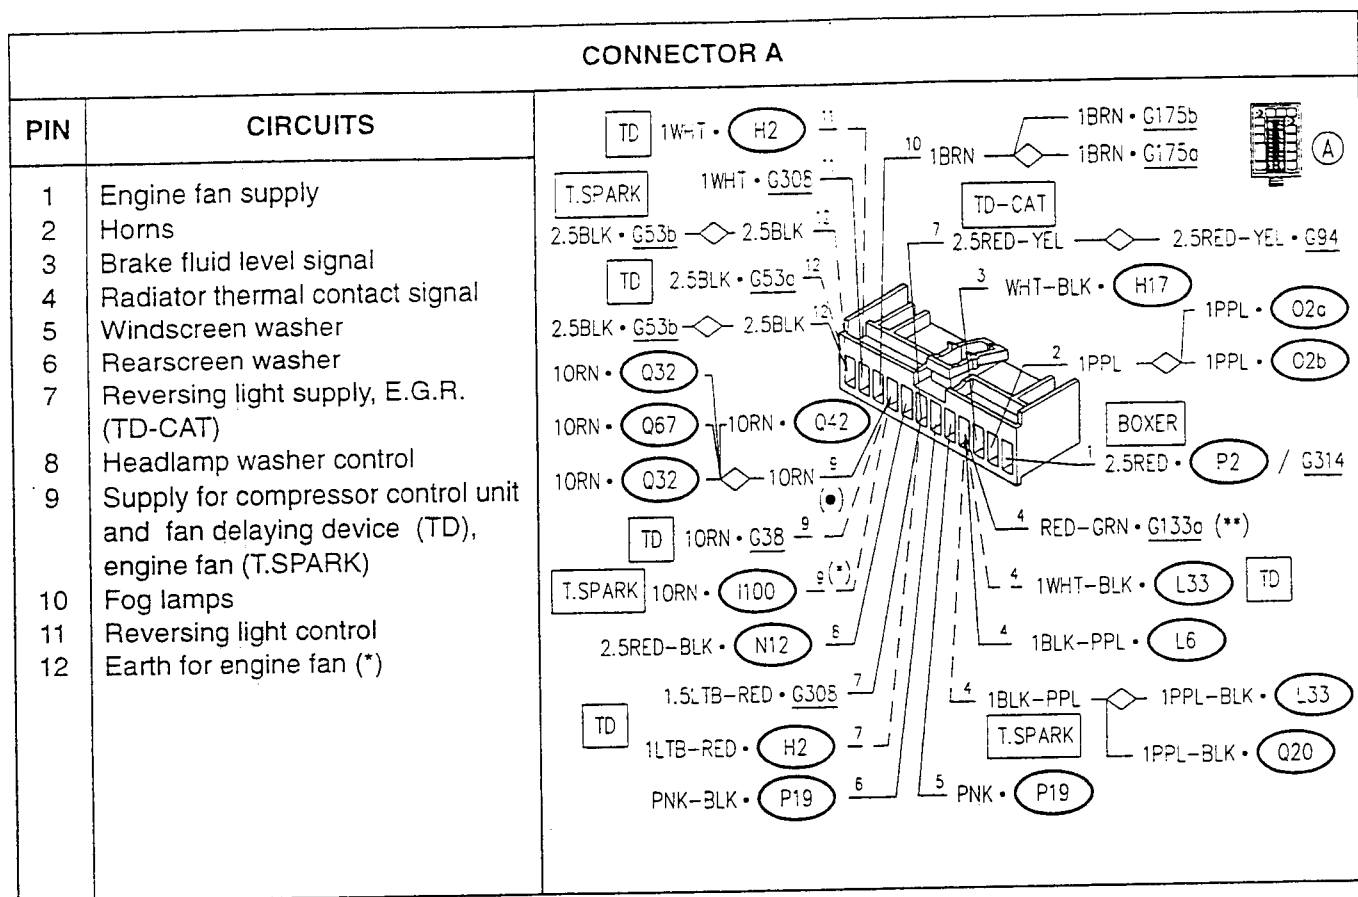 CONNECTOR A
PIN CIRCUITS
1 Engine fan supply
2 Horns
3 Brake fluid level signal
4 Radiator thermal contact signal
5 Windscreen washer
6 Rearscreen washer
7 Reversing light supply, E.G.R.
(TD-CAT)
8 Headlamp washer control
9 Supply for compressor control unit
and fan delaying device (TD),
engine fan (T.SPARK)
10 Fog lamps
11 Reversing light control
12 Earth for engine fan (*)
TD 1WHT • H2 11
1WHT • G308 11
T.SPARK
2.5BLK • G53b 2.5BLK 12
TD 2.5BLK • G53c 12
2.5BLK • G53b 2.5BLK 12
1ORN • Q32
1ORN • Q67 1ORN • Q42
1ORN • Q32 1ORN 9
(●)
TD 1ORN • G38 9
T.SPARK 1ORN • I100 9 (*)
2.5RED-BLK • N12 8
1.5LTB-RED • G308 7
TD
1LTB-RED • H2 7
PNK-BLK • P19 6
10 1BRN
1BRN • G175b
1BRN • G175a
A
TD-CAT
7 2.5RED-YEL 2.5RED-YEL • G94
3 WHT-BLK • H17
1PPL • O2c
2 1PPL 1PPL • O2b
BOXER
1 2.5RED • P2 / G314
4 RED-GRN • G133a (**)
4 1WHT-BLK • L33 TD
4 1BLK-PPL • L6
4 1BLK-PPL 1PPL-BLK • L33
T.SPARK
1PPL-BLK • Q20
5 PNK • P19